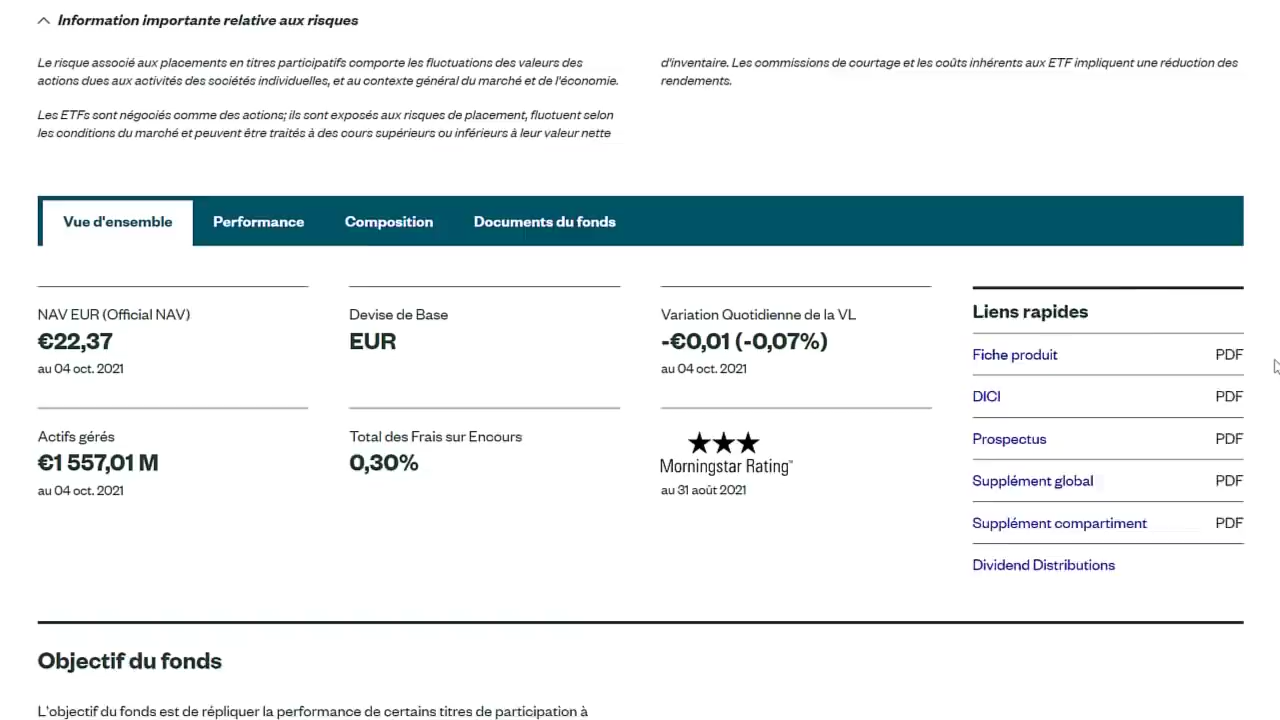 Information importante relative aux risques
Le risque associé aux placements en titres participatifs comporte les fluctuations des valeurs des
actions dues aux activités des sociétés individuelles, et au contexte général du marché et de l'économie.
Les ETFs sont négociés comme des actions; ils sont exposés aux risques de placement, fluctuent selon
les conditions du marché et peuvent être traités à des cours supérieurs ou inférieurs à leur valeur nette
d'inventaire. Les commissions de courtage et les coûts inhérents aux ETF impliquent une réduction des
rendements.
Vue d'ensemble
Performance
Composition
Documents du fonds
NAV EUR (Official NAV)
€22,37
au 04 oct. 2021
Devise de Base
EUR
Variation Quotidienne de la VL
-€0,01 (-0,07%)
au 04 oct. 2021
Actifs gérés
€1 557,01 M
au 04 oct. 2021
Total des Frais sur Encours
0,30%
★★★
Morningstar Rating™
au 31 août 2021
Liens rapides
Fiche produit PDF
DICI PDF
Prospectus PDF
Supplément global PDF
Supplément compartiment PDF
Dividend Distributions
Objectif du fonds
L'objectif du fonds est de répliquer la performance de certains titres de participation à